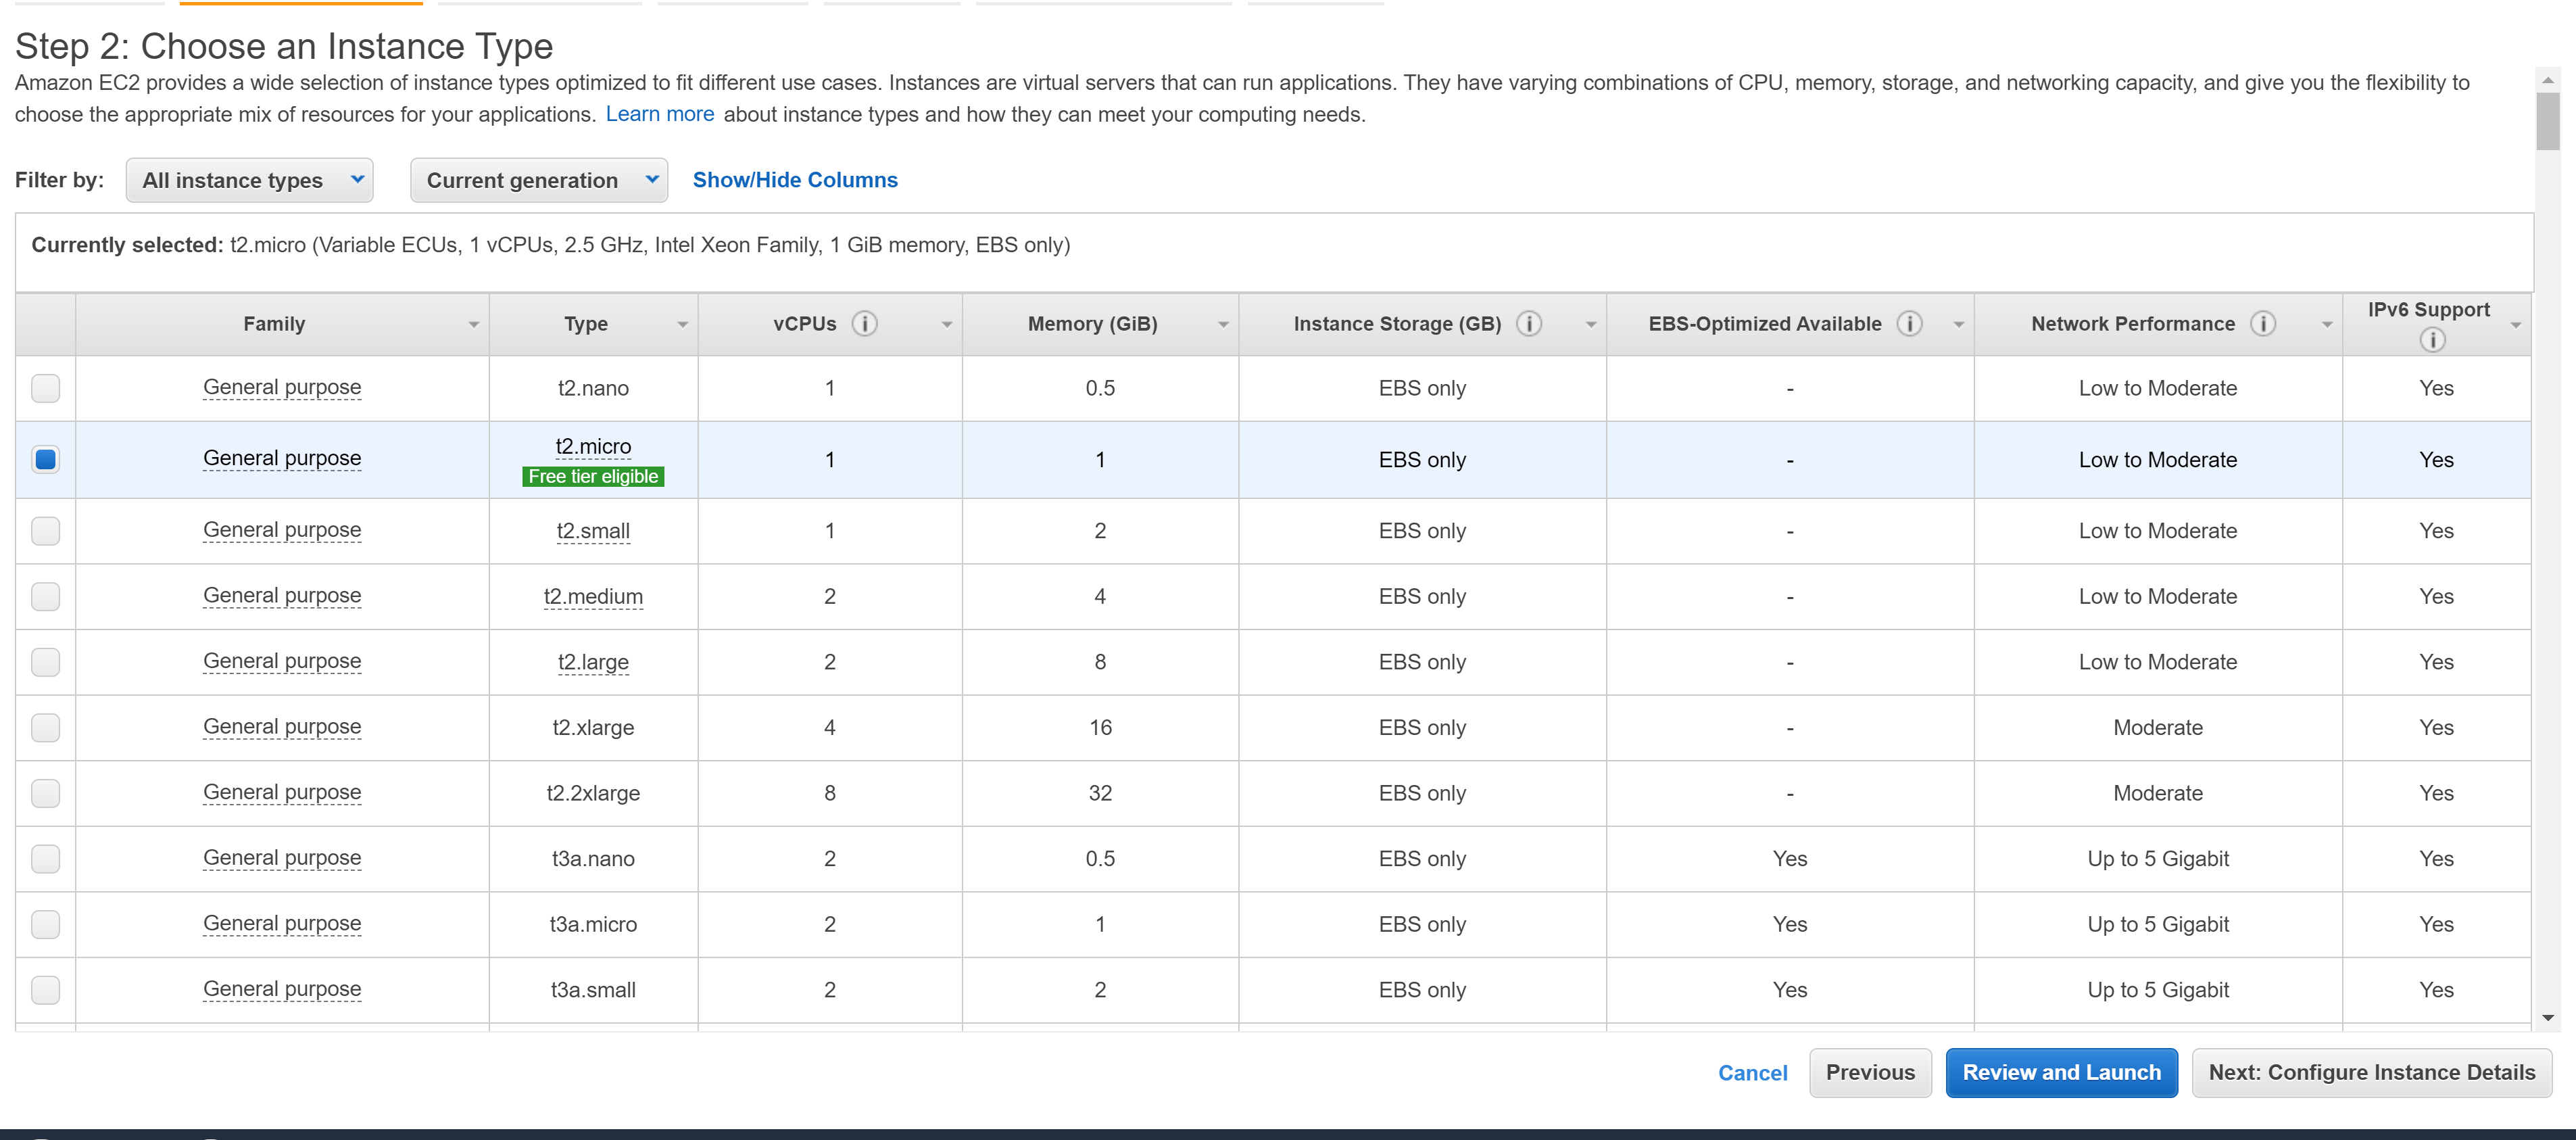 Step 2: Choose an Instance Type
Amazon EC2 provides a wide selection of instance types optimized to fit different use cases. Instances are virtual servers that can run applications. They have varying combinations of CPU, memory, storage, and networking capacity, and give you the flexibility to
choose the appropriate mix of resources for your applications. Learn more about instance types and how they can meet your computing needs.
Filter by: All instance types Current generation Show/Hide Columns
Currently selected: t2.micro (Variable ECUs, 1 vCPUs, 2.5 GHz, Intel Xeon Family, 1 GiB memory, EBS only)
Family Type vCPUs Memory (GiB) Instance Storage (GB) EBS-Optimized Available Network Performance IPv6 Support
General purpose t2.nano 1 0.5 EBS only - Low to Moderate Yes
General purpose t2.micro Free tier eligible 1 1 EBS only - Low to Moderate Yes
General purpose t2.small 1 2 EBS only - Low to Moderate Yes
General purpose t2.medium 2 4 EBS only - Low to Moderate Yes
General purpose t2.large 2 8 EBS only - Low to Moderate Yes
General purpose t2.xlarge 4 16 EBS only - Moderate Yes
General purpose t2.2xlarge 8 32 EBS only - Moderate Yes
General purpose t3a.nano 2 0.5 EBS only Yes Up to 5 Gigabit Yes
General purpose t3a.micro 2 1 EBS only Yes Up to 5 Gigabit Yes
General purpose t3a.small 2 2 EBS only Yes Up to 5 Gigabit Yes
Cancel Previous Review and Launch Next: Configure Instance Details